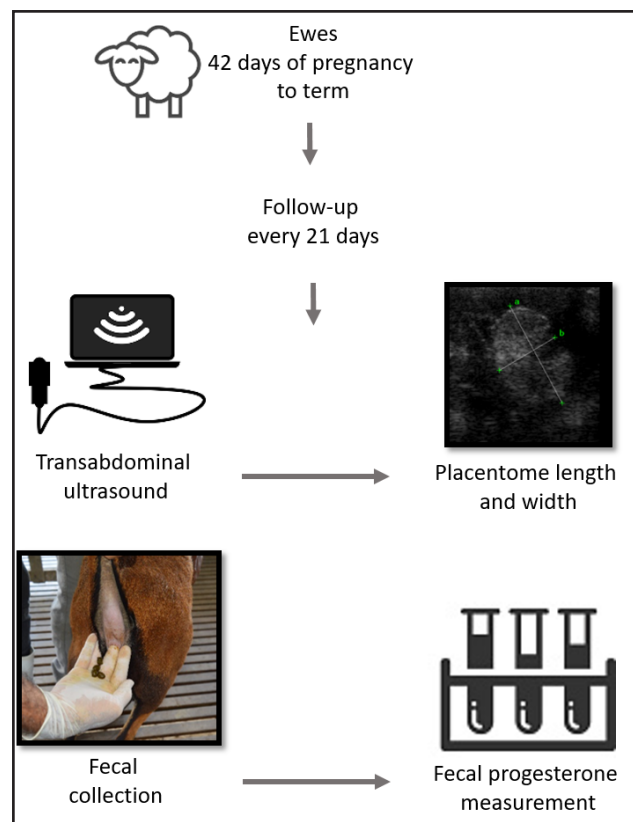 Ewes
42 days of pregnancy
to term
Follow-up
every 21 days
a
b
Transabdominal
ultrasound
Placentome length
and width
Fecal
collection
Fecal progesterone
measurement